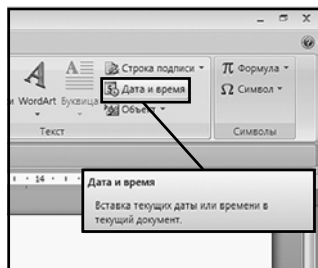 Строка подписи
Формула
WordArt
Буквица
Дата и время
Символ
Объект
Текст
Символы
14
Дата и время
Вставка текущих даты или времени в
текущий документ.